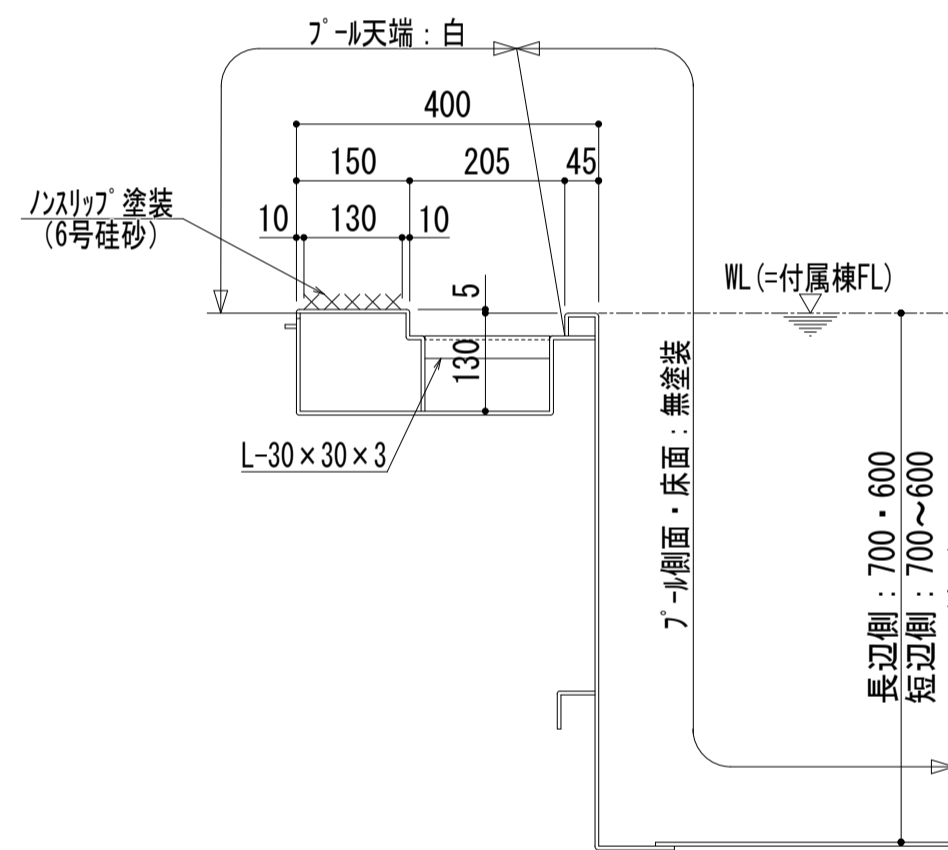 プール天端：白
400
150
205
45
ノンスリップ塗装
(6号硅砂)
10
130
10
5
WL(=付属棟FL)
130
L-30×30×3
プール側面・床面：無塗装
長辺側：700・600
短辺側：700～600